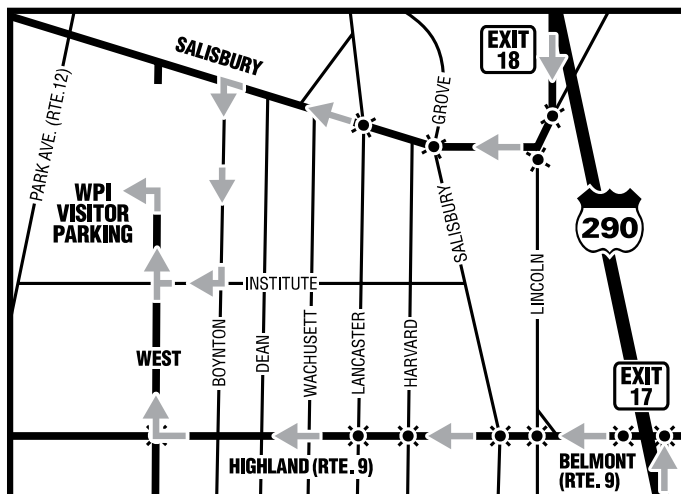 SALISBURY
EXIT
18
PARK AVE. (RTE.12)
GROVE
WPI
VISITOR
PARKING
290
SALISBURY
INSTITUTE
LINCOLN
WEST
BOYNTON
DEAN
WACHUSETT
LANCASTER
HARVARD
EXIT
17
HIGHLAND (RTE. 9)
BELMONT
(RTE. 9)